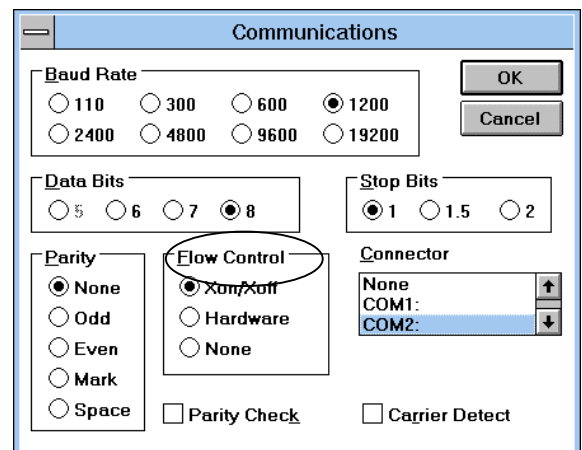 Communications
Baud Rate
110 300 600 1200
2400 4800 9600 19200
OK
Cancel
Data Bits
5 6 7 8
Stop Bits
1 1.5 2
Parity
None
Odd
Even
Mark
Space
Flow Control
Xon/Xoff
Hardware
None
Connector
None
COM1:
COM2:
Parity Check
Carrier Detect